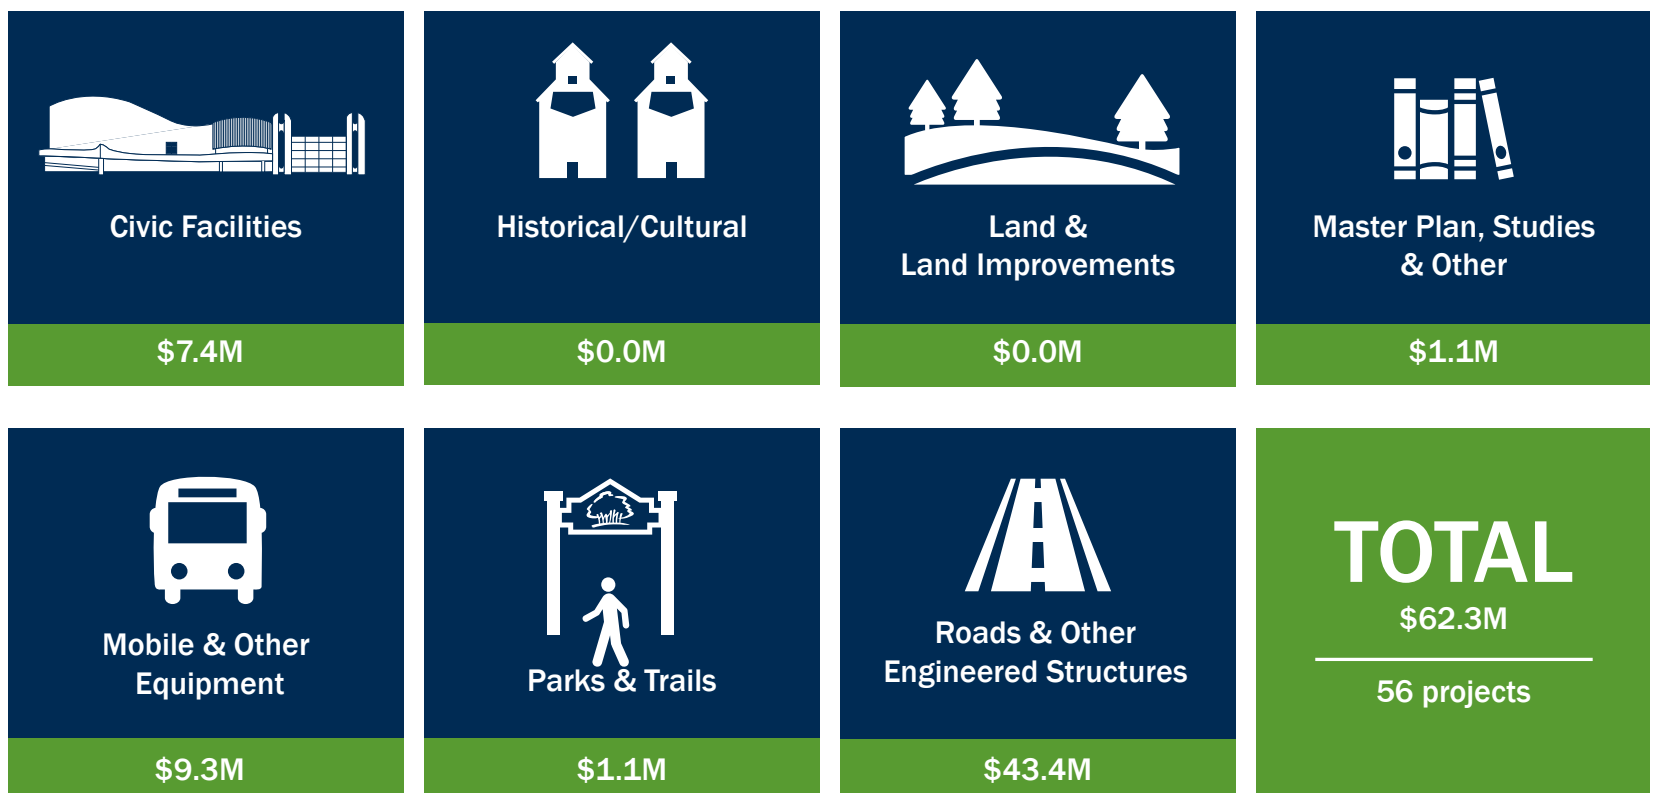 Civic Facilities
$7.4M
Historical/Cultural
$0.0M
Land &
Land Improvements
$0.0M
Master Plan, Studies
& Other
$1.1M
Mobile & Other
Equipment
$9.3M
Parks & Trails
$1.1M
Roads & Other
Engineered Structures
$43.4M
TOTAL
$62.3M
56 projects